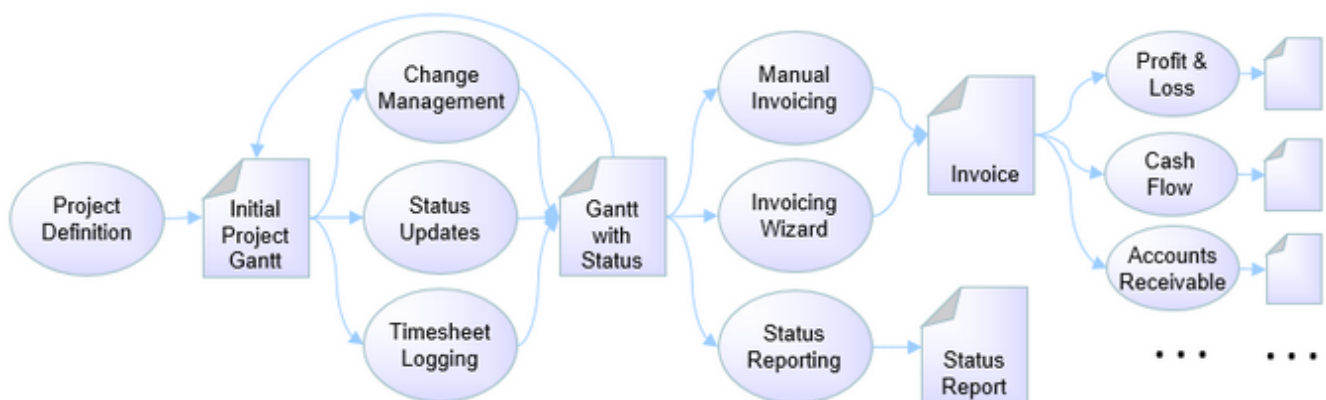 Project
Definition
Initial
Project
Gantt
Change
Management
Status
Updates
Timesheet
Logging
Gantt
with
Status
Manual
Invoicing
Invoicing
Wizard
Status
Reporting
Invoice
Status
Report
Profit &
Loss
Cash
Flow
Accounts
Receivable
• • •
• • •